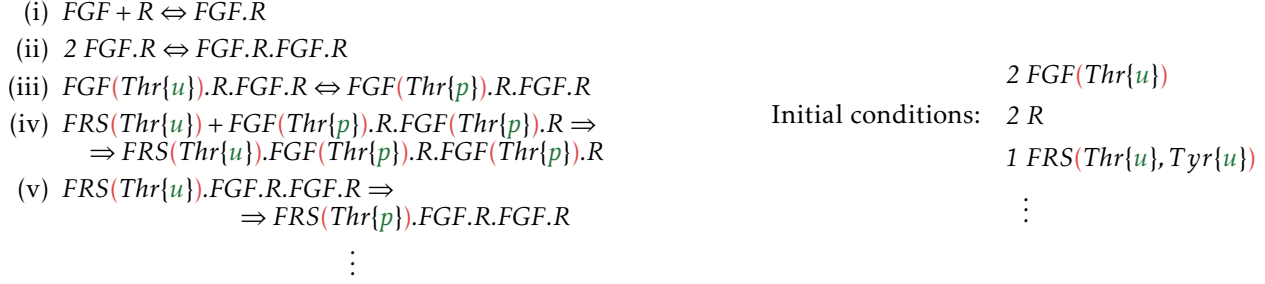 (i) FGF + R ⇔ FGF.R
(ii) 2 FGF.R ⇔ FGF.R.FGF.R
(iii) FGF(Thr{u}).R.FGF.R ⇔ FGF(Thr{p}).R.FGF.R
(iv) FRS(Thr{u}) + FGF(Thr{p}).R.FGF(Thr{p}).R ⇒
⇒ FRS(Thr{u}).FGF(Thr{p}).R.FGF(Thr{p}).R
(v) FRS(Thr{u}).FGF.R.FGF.R ⇒
⇒ FRS(Thr{p}).FGF.R.FGF.R
⋮
2 FGF(Thr{u})
Initial conditions: 2 R
1 FRS(Thr{u}, Tyr{u})
⋮